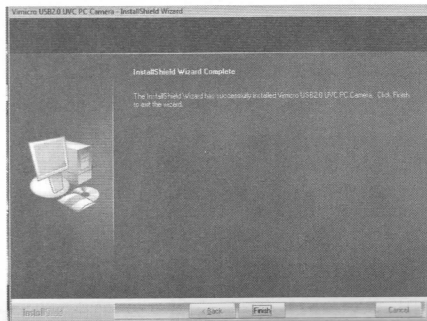 Vimicro USB2.0 UVC PC Camera - InstallShield Wizard
InstallShield Wizard Complete
The InstallShield Wizard has successfully installed Vimicro USB2.0 UVC PC Camera. Click Finish
to exit the wizard.
InstallShield
< Back
Finish
Cancel